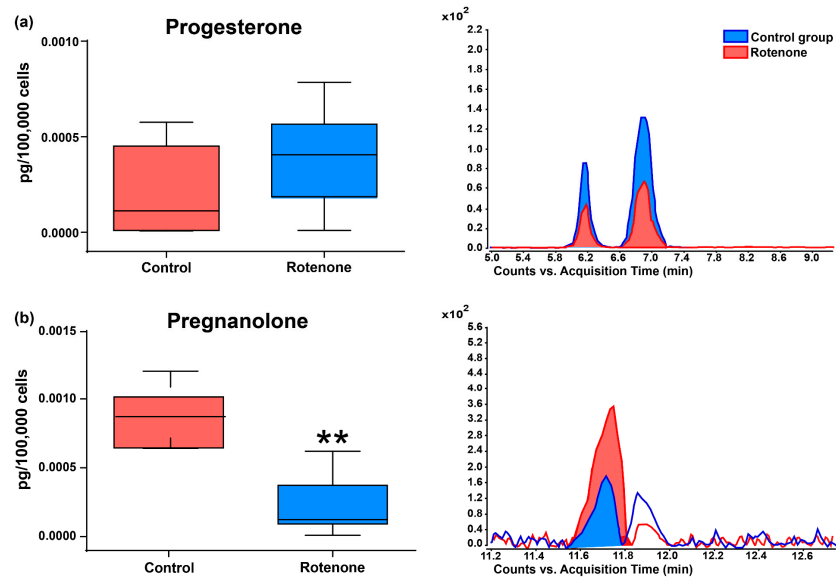 (a)
Progesterone
pg/100,000 cells
0.0010
0.0005
0.0000
Control
Rotenone
x10²
2.2
2.0
1.8
1.6
1.4
1.2
1.0
0.8
0.6
0.4
0.2
0.0
5.0 5.4 5.8 6.2 6.6 7.0 7.4 7.8 8.2 8.6 9.0
Counts vs. Acquisition Time (min)
Control group
Rotenone
(b)
Pregnanolone
pg/100,000 cells
0.0015
0.0010
0.0005
0.0000
**
Control
Rotenone
x10²
5.6
5.2
4.8
4.4
4.0
3.6
3.2
2.8
2.4
2.0
1.6
1.2
0.8
0.4
0.0
11.2 11.4 11.6 11.8 12.0 12.2 12.4 12.6
Counts vs. Acquisition Time (min)